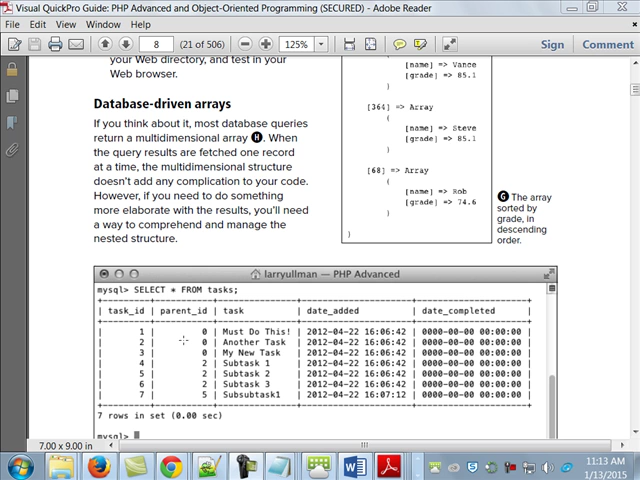 Visual QuickPro Guide: PHP Advanced and Object-Oriented Programming (SECURED) - Adobe Reader
File Edit View Window Help
8 (21 of 506) 125% Sign Comment
your Web directory, and test in your
Web browser.
Database-driven arrays
If you think about it, most database queries
return a multidimensional array H. When
the query results are fetched one record
at a time, the multidimensional structure
doesn't add any complication to your code.
However, if you need to do something
more elaborate with the results, you'll need
a way to comprehend and manage the
nested structure.
(
[name] => Vance
[grade] => 85.1
)
[364] => Array
(
[name] => Steve
[grade] => 85.1
)
[68] => Array
(
[name] => Rob
[grade] => 74.6
)
)
G The array
sorted by
grade, in
descending
order.
larryullman — PHP Advanced
mysql> SELECT * FROM tasks;
+---------+-----------+----------------+---------------------+---------------------+
| task_id | parent_id | task | date_added | date_completed |
+---------+-----------+----------------+---------------------+---------------------+
| 1 | 0 | Must Do This! | 2012-04-22 16:06:42 | 0000-00-00 00:00:00 |
| 2 | 0 | Another Task | 2012-04-22 16:06:42 | 0000-00-00 00:00:00 |
| 3 | 0 | My New Task | 2012-04-22 16:06:42 | 0000-00-00 00:00:00 |
| 4 | 2 | Subtask 1 | 2012-04-22 16:06:42 | 0000-00-00 00:00:00 |
| 5 | 2 | Subtask 2 | 2012-04-22 16:06:42 | 0000-00-00 00:00:00 |
| 6 | 2 | Subtask 3 | 2012-04-22 16:06:42 | 0000-00-00 00:00:00 |
| 7 | 5 | Subsubtask1 | 2012-04-22 16:07:12 | 0000-00-00 00:00:00 |
+---------+-----------+----------------+---------------------+---------------------+
7 rows in set (0.00 sec)
mysql>
7.00 x 9.00 in
11:13 AM
1/13/2015